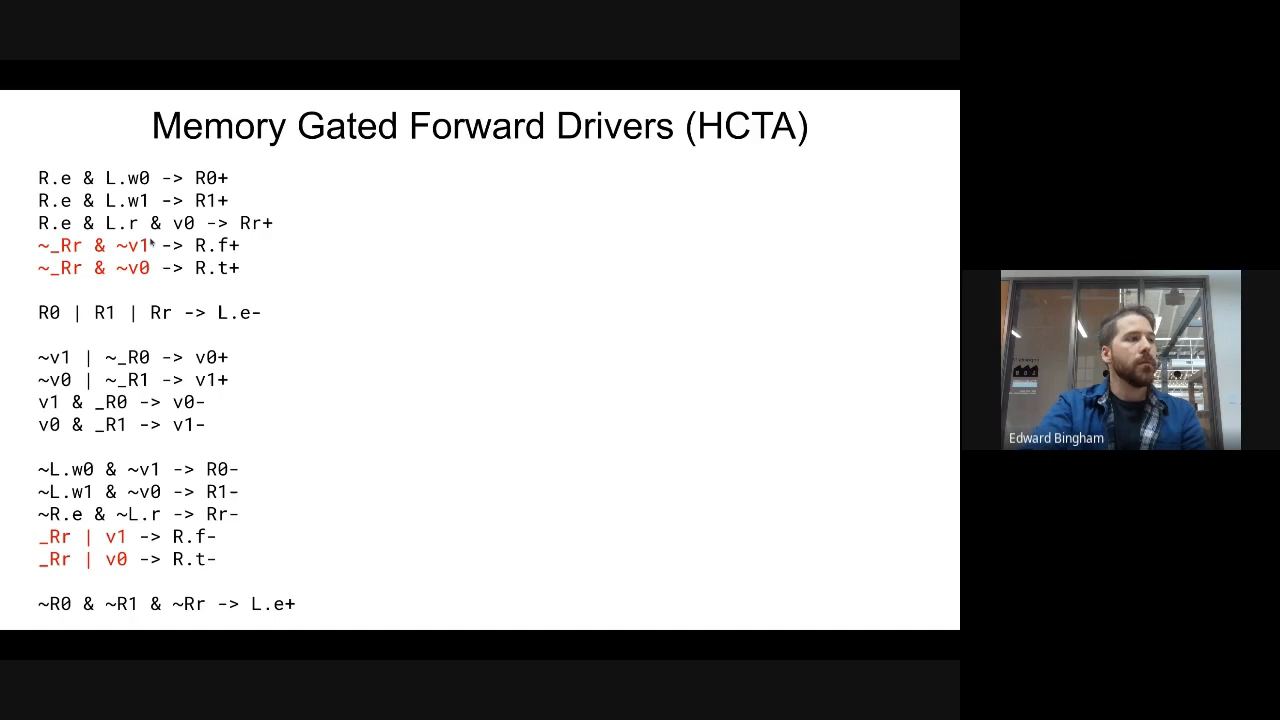 Memory Gated Forward Drivers (HCTA)
R.e & L.w0 -> R0+
R.e & L.w1 -> R1+
R.e & L.r & v0 -> Rr+
~_Rr & ~v1 -> R.f+
~_Rr & ~v0 -> R.t+
R0 | R1 | Rr -> L.e-
~v1 | ~_R0 -> v0+
~v0 | ~_R1 -> v1+
v1 & _R0 -> v0-
v0 & _R1 -> v1-
~L.w0 & ~v1 -> R0-
~L.w1 & ~v0 -> R1-
~R.e & ~L.r -> Rr-
_Rr | v1 -> R.f-
_Rr | v0 -> R.t-
~R0 & ~R1 & ~Rr -> L.e+
Edward Bingham